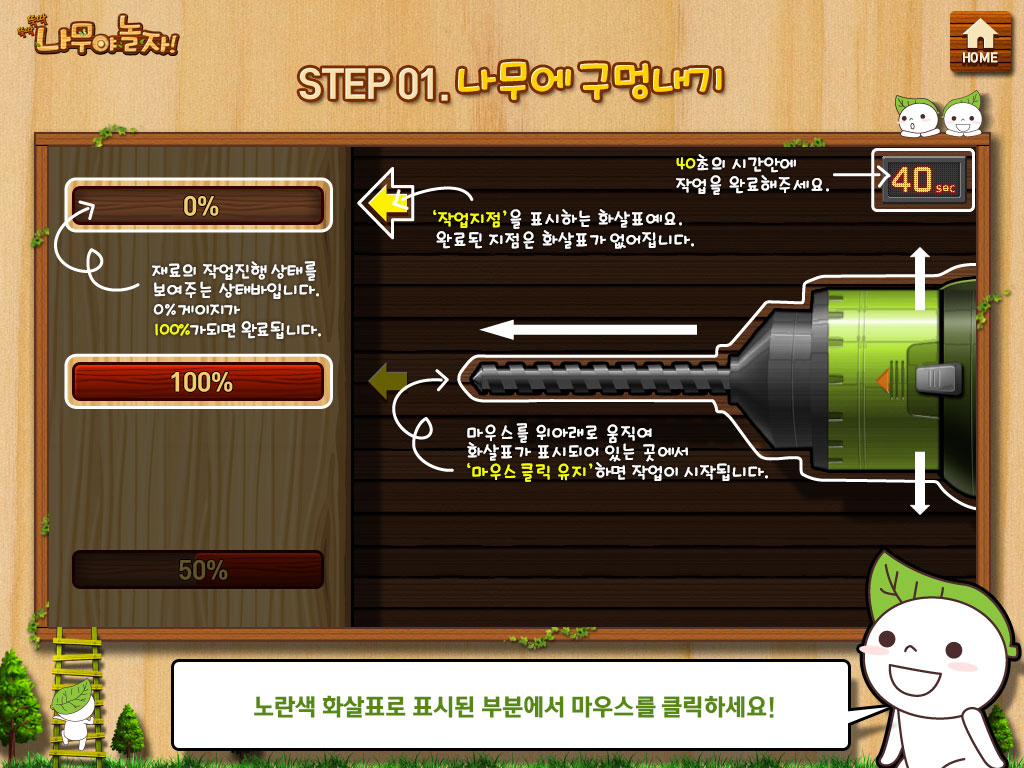 뚝딱뚝딱 나무야 놀자!
HOME
STEP 01. 나무에 구멍내기
40초의 시간안에
작업을 완료해주세요.
40 sec
0%
'작업지점'을 표시하는 화살표예요.
완료된 지점은 화살표가 없어집니다.
재료의 작업진행 상태를
보여주는 상태바입니다.
0%게이지가
100%가되면 완료됩니다.
100%
마우스를 위아래로 움직여
화살표가 표시되어 있는 곳에서
'마우스 클릭 유지'하면 작업이 시작됩니다.
50%
노란색 화살표로 표시된 부분에서 마우스를 클릭하세요!